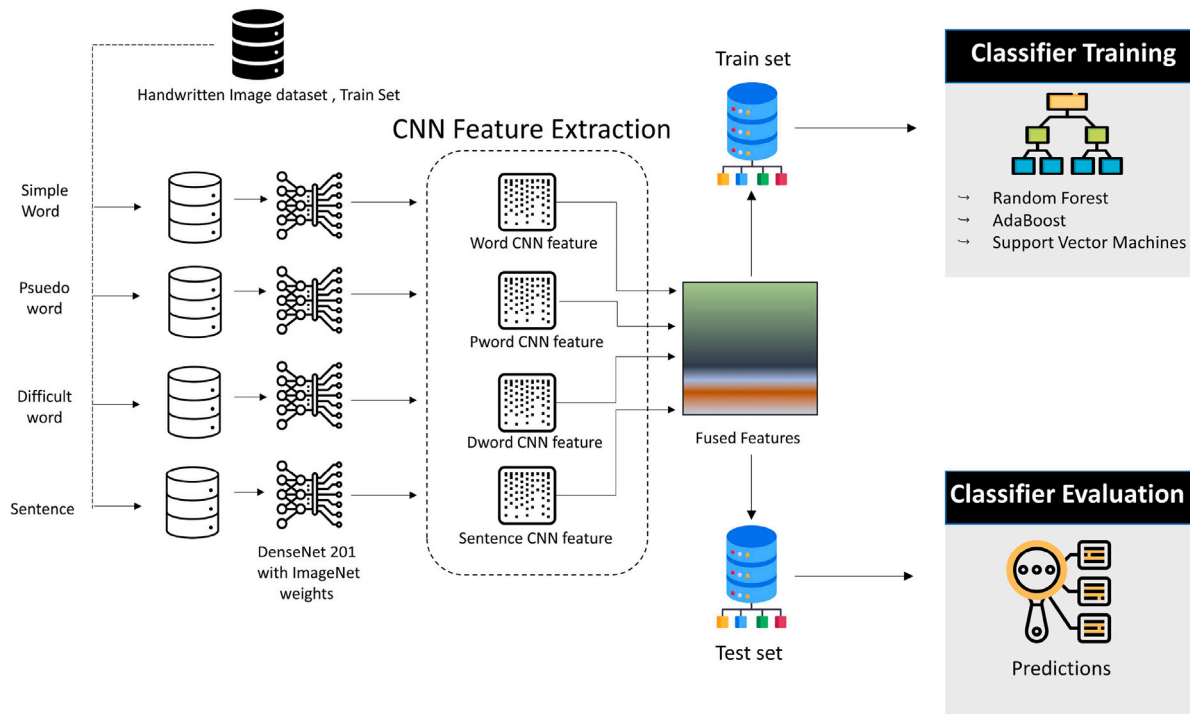 Handwritten Image dataset , Train Set
CNN Feature Extraction
Simple
Word
Psuedo
word
Difficult
word
Sentence
DenseNet 201
with ImageNet
weights
Word CNN feature
Pword CNN feature
Dword CNN feature
Sentence CNN feature
Train set
Fused Features
Test set
Classifier Training
Random Forest
AdaBoost
Support Vector Machines
Classifier Evaluation
Predictions